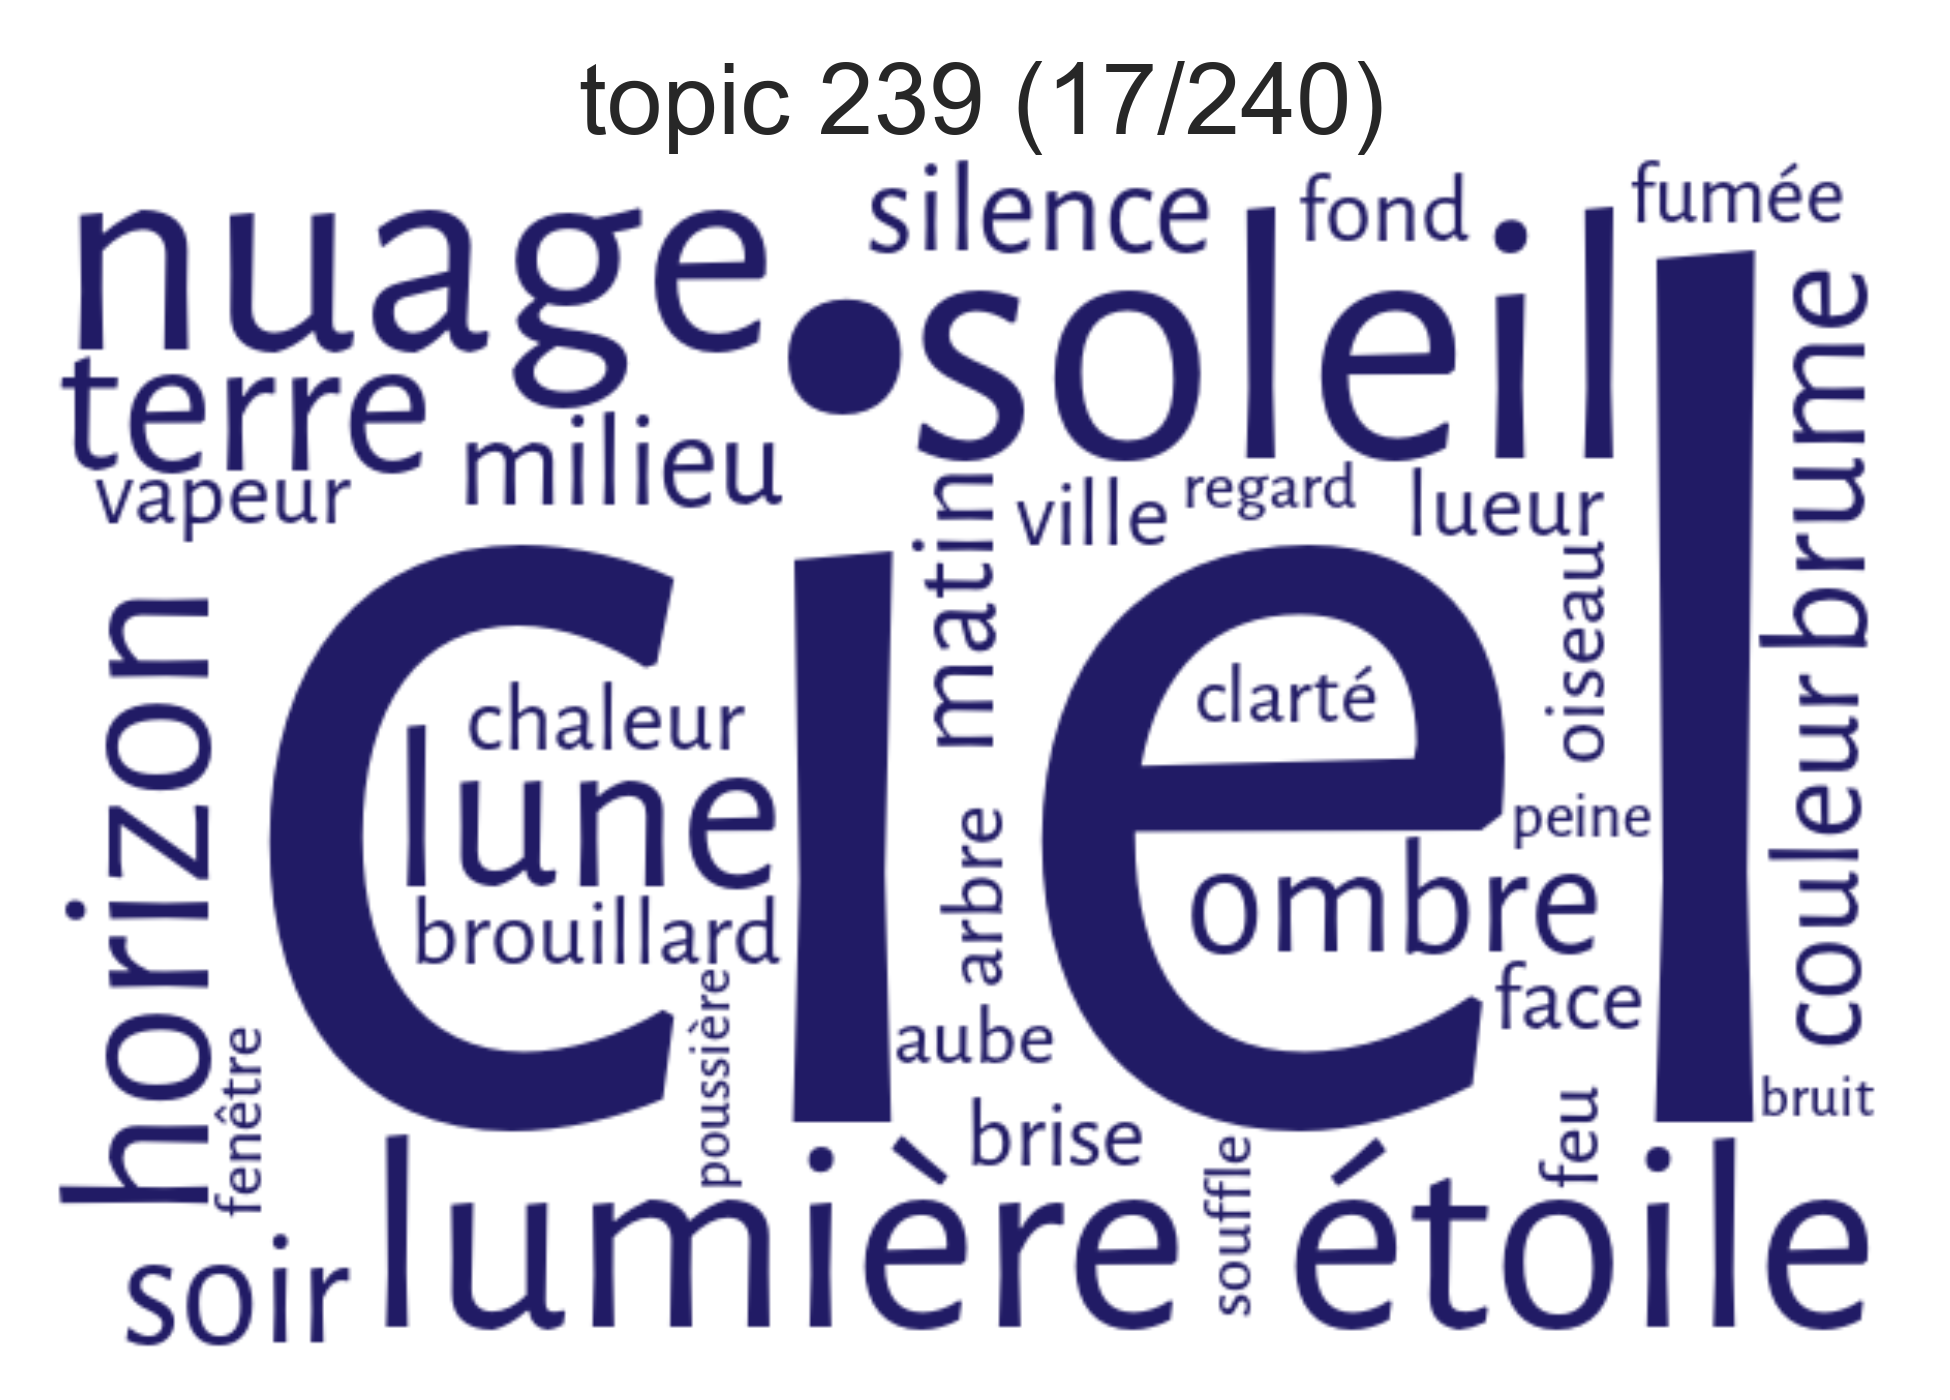 topic 239 (17/240)
nuage
silence
fond
fumée
soleil
terre
milieu
vapeur
matin
ville
regard
lueur
brume
ciel
horizon
chaleur
clarté
oiseau
lune
couleur
peine
arbre
ombre
brouillard
face
poussière
aube
fenêtre
brise
feu
bruit
souffle
lumière
étoile
soir